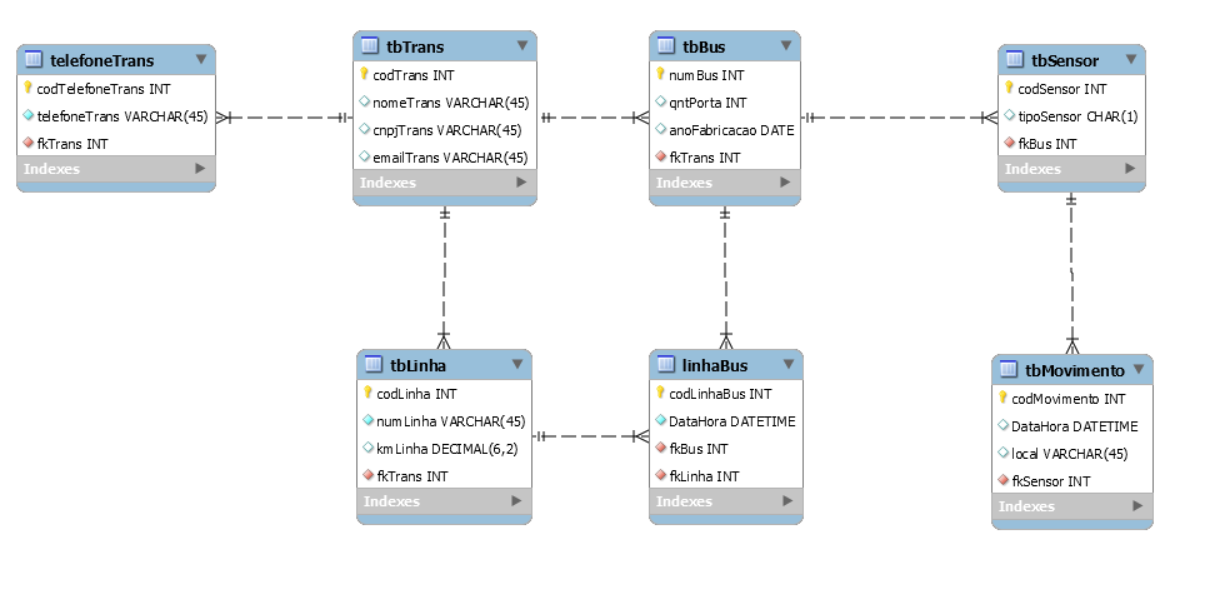 telefoneTrans
codTelefoneTrans INT
telefoneTrans VARCHAR(45)
fkTrans INT
Indexes
tbTrans
codTrans INT
nomeTrans VARCHAR(45)
cnpjTrans VARCHAR(45)
emailTrans VARCHAR(45)
Indexes
tbBus
numBus INT
qntPorta INT
anoFabricacao DATE
fkTrans INT
Indexes
tbSensor
codSensor INT
tipoSensor CHAR(1)
fkBus INT
Indexes
tbLinha
codLinha INT
numLinha VARCHAR(45)
kmLinha DECIMAL(6,2)
fkTrans INT
Indexes
linhaBus
codLinhaBus INT
DataHora DATETIME
fkBus INT
fkLinha INT
Indexes
tbMovimento
codMovimento INT
DataHora DATETIME
local VARCHAR(45)
fkSensor INT
Indexes